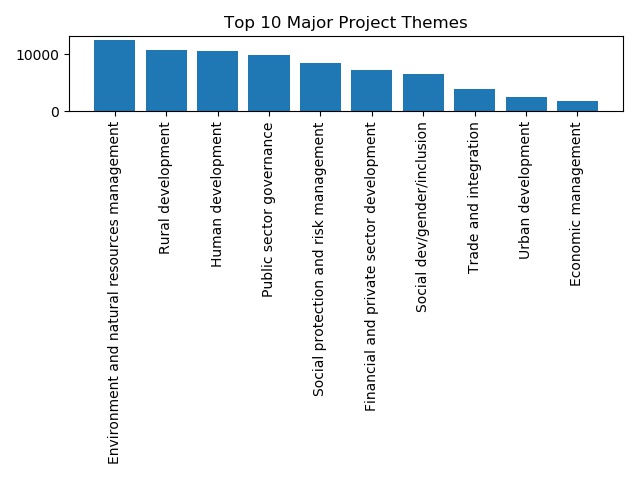 Top 10 Major Project Themes
10000
0
Environment and natural resources management
Rural development
Human development
Public sector governance
Social protection and risk management
Financial and private sector development
Social dev/gender/inclusion
Trade and integration
Urban development
Economic management